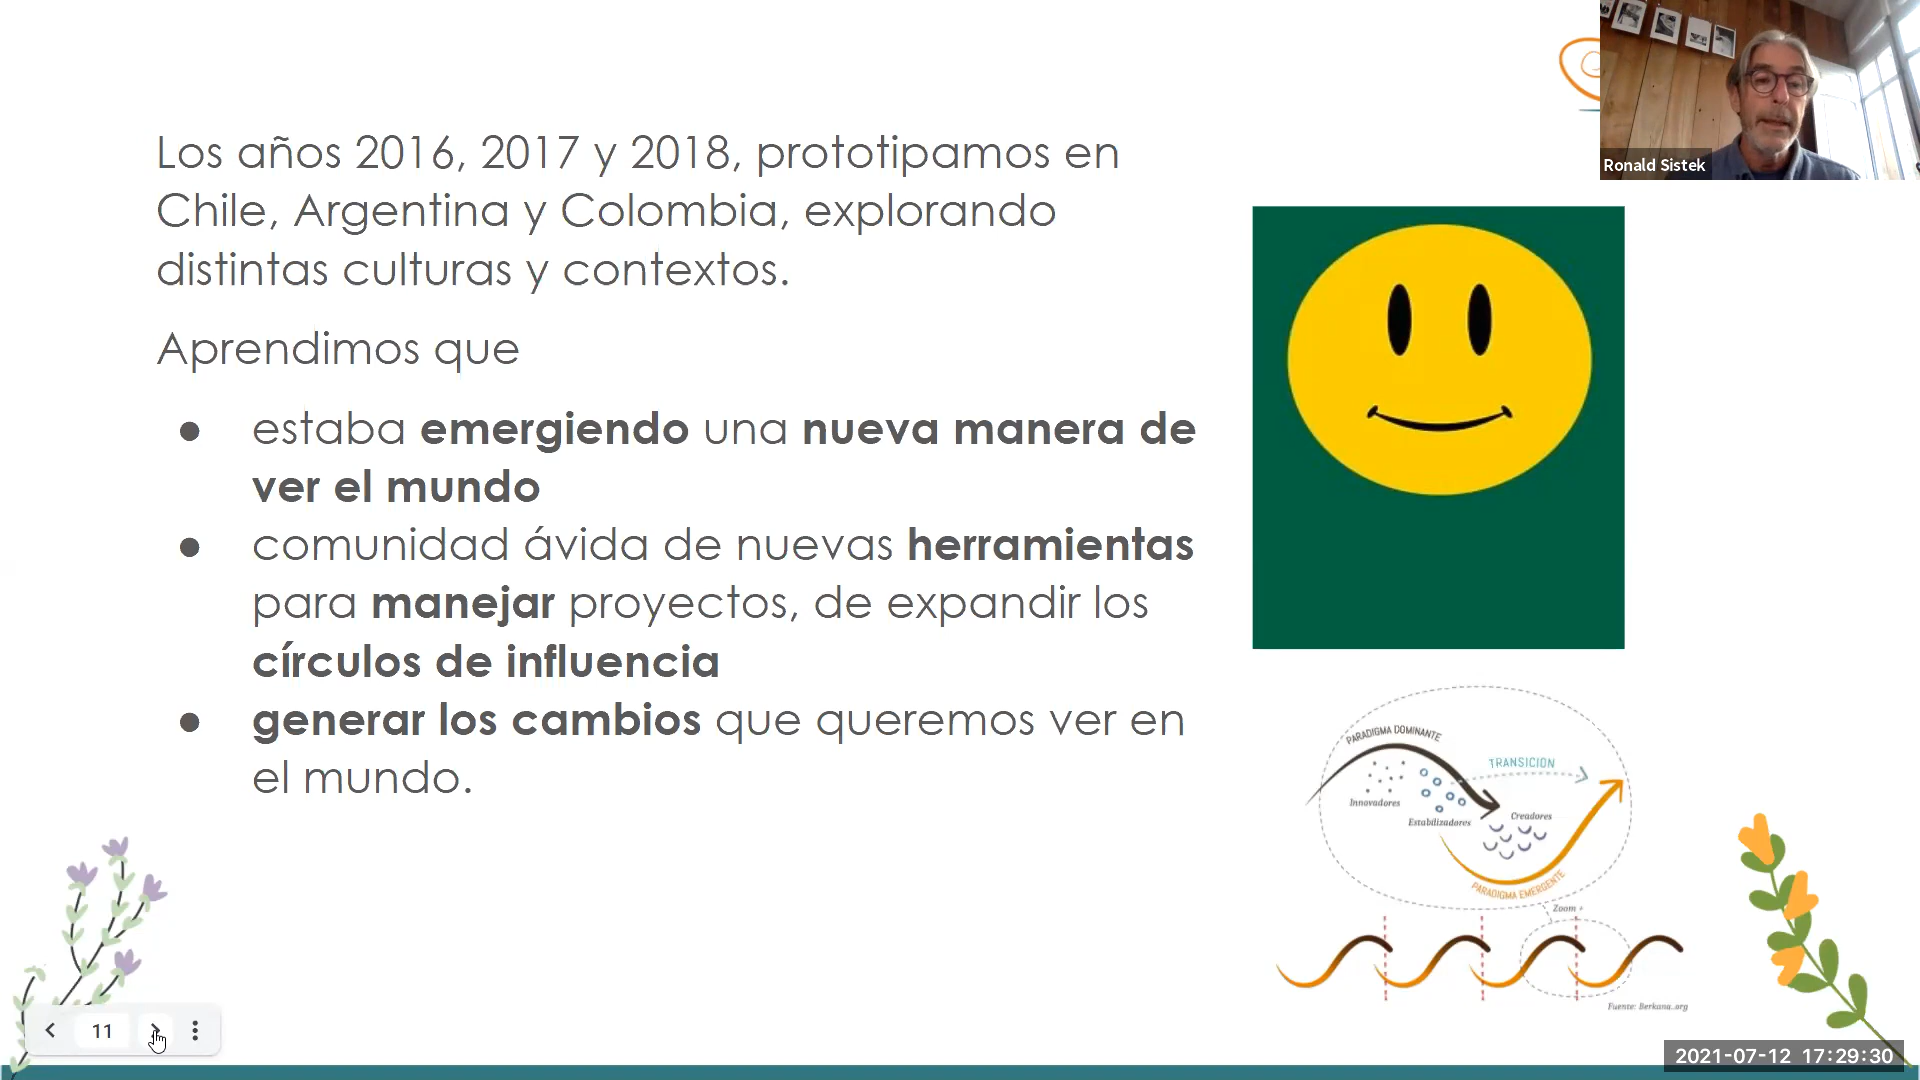 Los años 2016, 2017 y 2018, prototipamos en
Chile, Argentina y Colombia, explorando
distintas culturas y contextos.
Aprendimos que
● estaba emergiendo una nueva manera de
ver el mundo
● comunidad ávida de nuevas herramientas
para manejar proyectos, de expandir los
círculos de influencia
● generar los cambios que queremos ver en
el mundo.
Ronald Sistek
PARADIGMA DOMINANTE
TRANSICION
Innovadores
Estabilizadores
Creadores
PARADIGMA EMERGENTE
Zoom +
Fuente: Berkana..org
11
2021-07-12 17:29:30